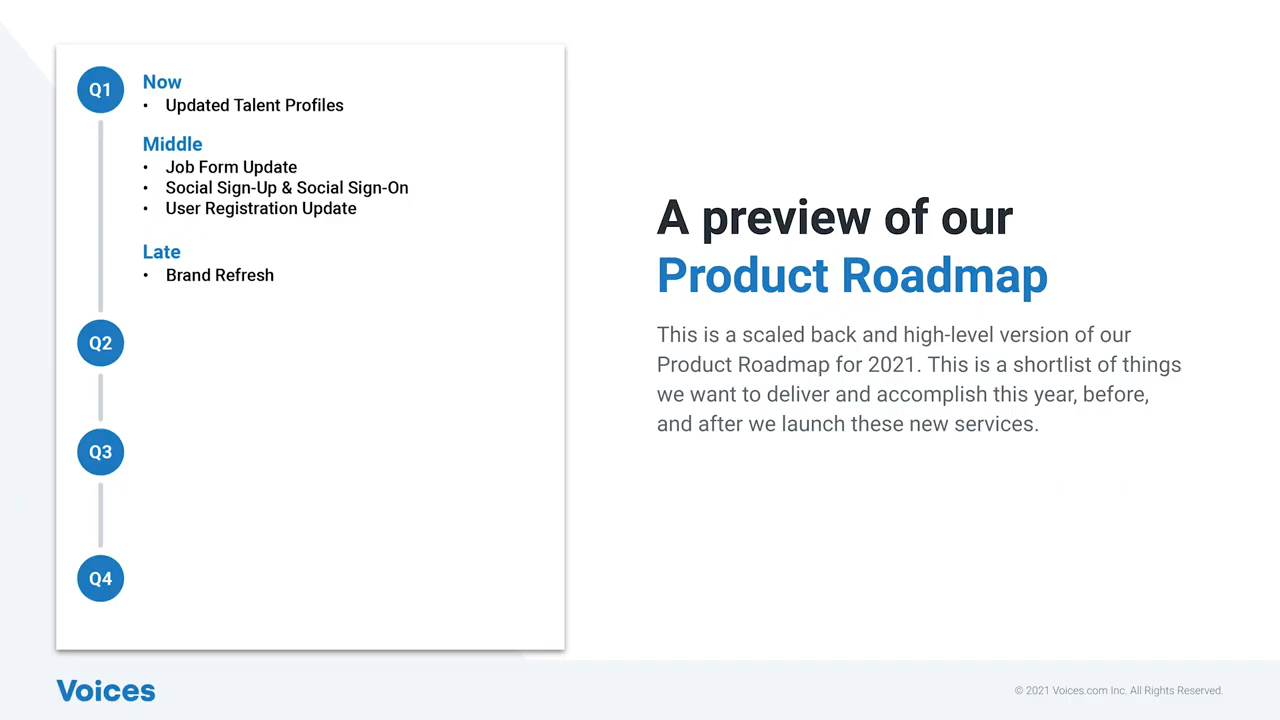 Q1
Now
• Updated Talent Profiles
Middle
• Job Form Update
• Social Sign-Up & Social Sign-On
• User Registration Update
Late
• Brand Refresh
Q2
Q3
Q4
A preview of our
Product Roadmap
This is a scaled back and high-level version of our
Product Roadmap for 2021. This is a shortlist of things
we want to deliver and accomplish this year, before,
and after we launch these new services.
Voices
© 2021 Voices.com Inc. All Rights Reserved.